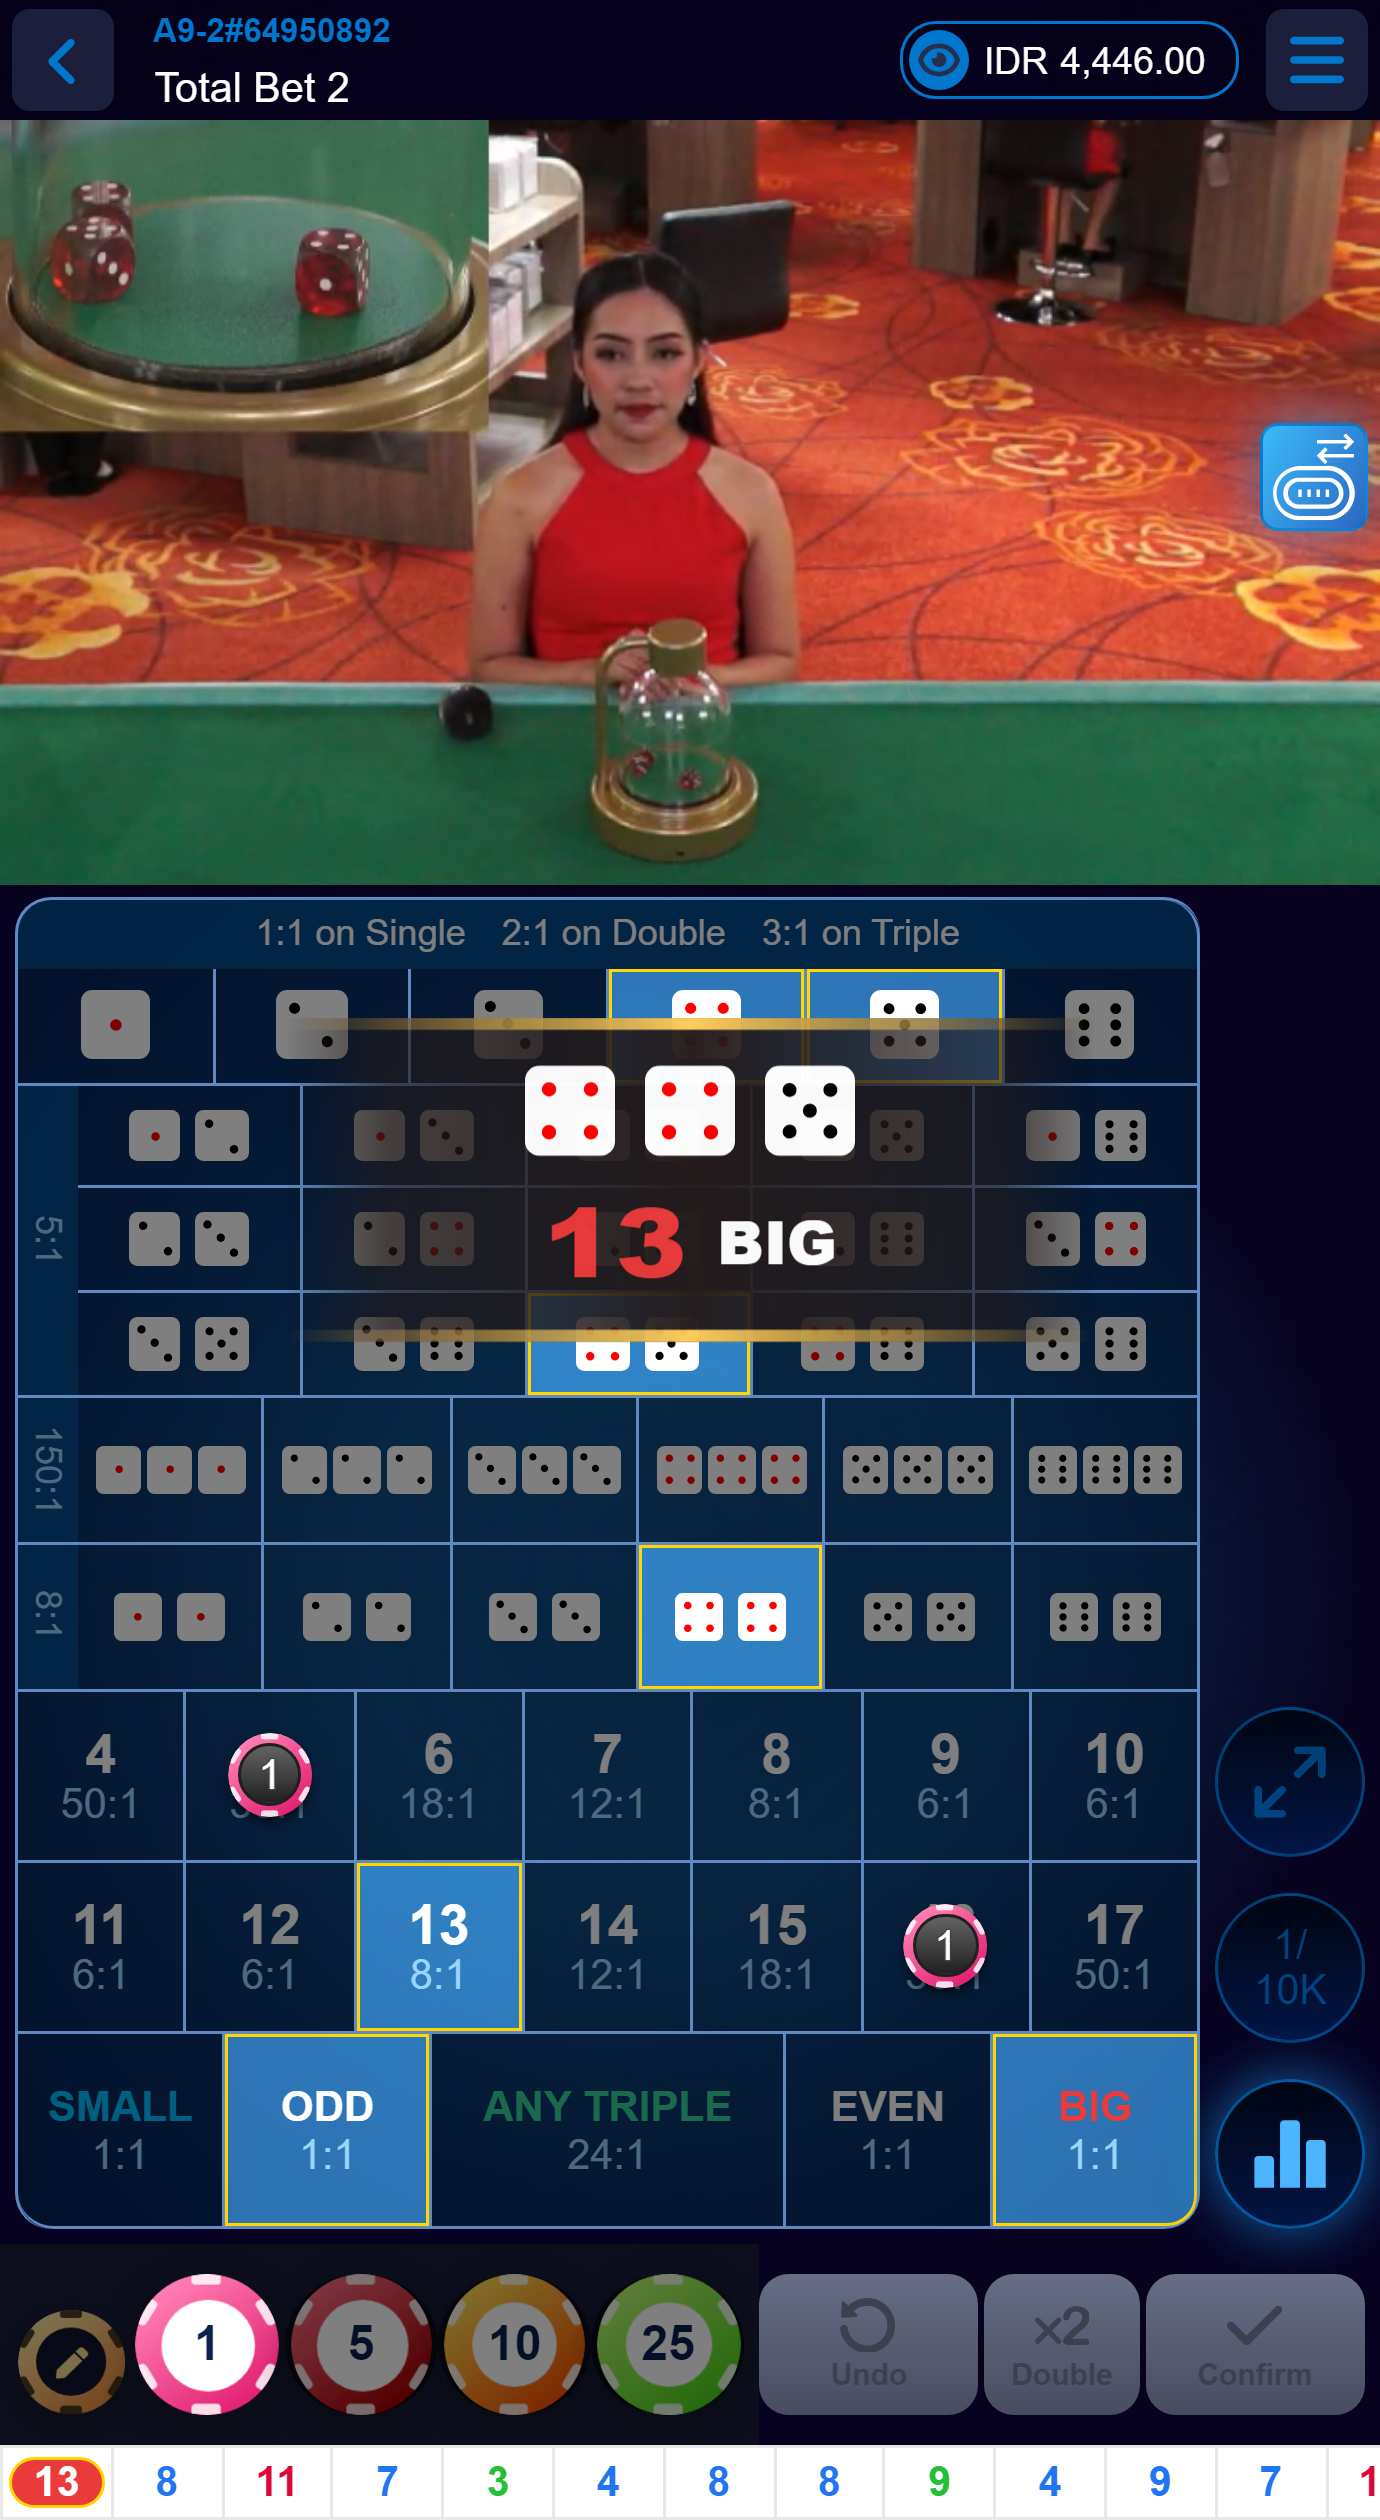 A9-2#64950892
Total Bet 2
IDR 4,446.00
1:1 on Single 2:1 on Double 3:1 on Triple
13 BIG
5:1
150:1
8:1
4 6 7 8 9 10
50:1 18:1 12:1 8:1 6:1 6:1
1
11 12 13 14 15 17
6:1 6:1 8:1 12:1 18:1 50:1
1
1/
10K
SMALL ODD ANY TRIPLE EVEN BIG
1:1 1:1 24:1 1:1 1:1
1 5 10 25
x2
Undo Double Confirm
13 8 11 7 3 4 8 8 9 4 9 7